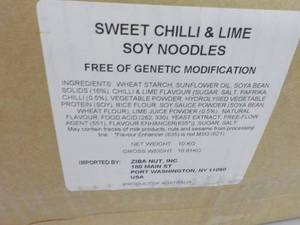 SWEET CHILLI & LIME
SOY NOODLES
FREE OF GENETIC MODIFICATION
INGREDIENTS: WHEAT STARCH, SUNFLOWER OIL, SOYA BEAN
SOLIDS (16%), CHILLI & LIME FLAVOUR (SUGAR, SALT, PAPRIKA
CHILLI (0.5%), VEGETABLE POWDER, HYDROLYSED VEGETABLE
PROTEIN (SOY), RICE FLOUR, SOY SAUCE POWDER (SOYA BEAN,
WHEAT FLOUR), LIME JUICE POWDER (0.5%), NATURAL
FLAVOUR, FOOD ACID (262, 330), YEAST EXTRACT, FREE-FLOW
AGENT (551), FLAVOUR ENHANCER(635*)), SUGAR, SALT.
May contain traces of milk products, nuts and sesame from processing
line. *Flavour Enhancer (635) is not MSG (621).
NET WEIGHT: 10 KG
GROSS WEIGHT: 10.61KG
IMPORTED BY: ZIBA NUT, INC
180 MAIN ST
PORT WASHINGTON, NY 11050
USA
PRODUCT OF AUSTRALIA